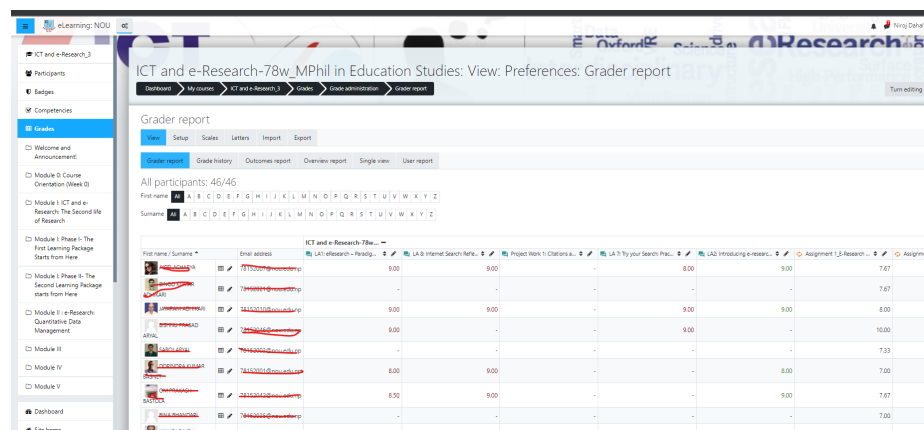 eLearning: NOU
Niroj Dahal
ICT and e-Research_3
Participants
Badges
Competencies
Grades
Welcome and
Announcement!
Module 0: Course
Orientation (Week 0)
Module I: ICT and e-
Research: The Second life
of Research
Module I: Phase I- The
First Learning Package
Starts from Here
Module I: Phase II- The
Second Learning Package
starts from Here
Module II : e-Research:
Quantitative Data
Management
Module III
Module IV
Module V
Dashboard
Site home
OxfordR
Research
ICT and e-Research-78w_MPhil in Education Studies: View: Preferences: Grader report
Dashboard My courses ICT and e-Research_3 Grades Grade administration Grader report
Turn editing
Grader report
View Setup Scales Letters Import Export
Grader report Grade history Outcomes report Overview report Single view User report
All participants: 46/46
First name All A B C D E F G H I J K L M N O P Q R S T U V W X Y Z
Surname All A B C D E F G H I J K L M N O P Q R S T U V W X Y Z
ICT and e-Research-78w...
First name / Surname Email address LA1: eResearch – Paradig... LA 8: Internet Search Refle... Project Work 1: Citations a... LA 7: Try your Search Prac... LA2: Introducing e-researc... Assignment 1_E-Research ... Assignm
9.00 9.00 - 8.00 9.00 7.67
- - - - - 7.67
9.00 9.00 - 9.00 9.00 8.00
ARYAL 9.00 - - 9.00 - 10.00
- - - - - 7.33
8.00 9.00 - - 8.00 7.00
BASTOLA 8.50 9.00 - - 9.00 7.67
- - - - - 7.00